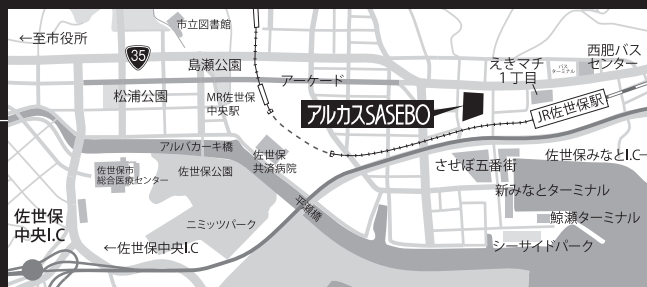 市立図書館
←至市役所
35
島瀬公園
アーケード
えきマチ
1丁目
バス
ターミナル
西肥バス
センター
松浦公園
MR佐世保
中央駅
アルカスSASEBO
JR佐世保駅
アルバカーキ橋
佐世保
共済病院
させぼ五番街
佐世保みなとI.C
佐世保市
総合医療センター
佐世保公園
新みなとターミナル
佐世保
中央I.C
ニミッツパーク
平瀬橋
鯨瀬ターミナル
←佐世保中央I.C
シーサイドパーク